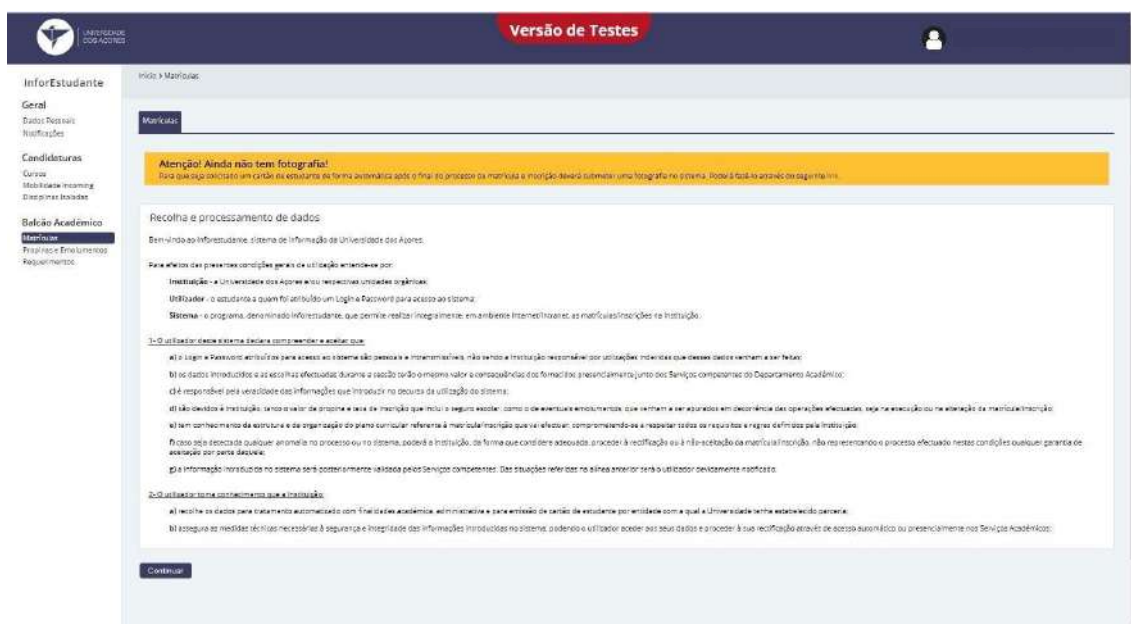 UNIVERSIDADE
DOS AÇORES
Versão de Testes
InforEstudante
Geral
Dados Pessoais
Notificações
Candidaturas
Cursos
Mobilidade Incoming
Disciplinas Isoladas
Balcão Académico
Matrículas
Propinas e Emolumentos
Requerimentos
Início > Matrículas
Matrículas
Atenção! Ainda não tem fotografia!
Para que seja solicitado um cartão de estudante de forma automática após o final do processo de matrícula e inscrição deverá submeter uma fotografia no sistema. Poderá fazê-lo através do seguinte link.
Recolha e processamento de dados
Bem-vindo ao Inforestudante, sistema de informação da Universidade dos Açores.
Para efeitos das presentes condições gerais de utilização entende-se por:
Instituição - a Universidade dos Açores e/ou respectivas unidades orgânicas;
Utilizador - o estudante a quem foi atribuído um Login e Password para acesso ao sistema;
Sistema - o programa, denominado Inforestudante, que permite realizar integralmente, em ambiente Internet/Intranet, as matrículas/inscrições na Instituição.
1- O utilizador deste sistema declara compreender e aceitar que:
a) o Login e Password atribuídos para acesso ao sistema são pessoais e intransmissíveis, não sendo a Instituição responsável por utilizações indevidas que desses dados venham a ser feitas;
b) os dados introduzidos e as escolhas efectuadas durante a sessão terão o mesmo valor e consequências dos fornecidos presencialmente junto dos Serviços competentes do Departamento Académico;
c) é responsável pela veracidade das informações que introduzir no decurso da utilização do sistema;
d) são devidos à Instituição, tanto o valor da propina e taxa de inscrição que inclui o seguro escolar, como o de eventuais emolumentos, que venham a ser apurados em decorrência das operações efectuadas, seja na execução ou na alteração da matrícula/inscrição;
e) tem conhecimento da estrutura e da organização do plano curricular referente à matrícula/inscrição que vai efectuar, comprometendo-se a respeitar todos os requisitos e regras definidos pela Instituição.
f) caso seja detectada qualquer anomalia no processo ou no sistema, poderá a Instituição, da forma que considere adequada, proceder à rectificação ou à não-aceitação da matrícula/inscrição, não representando o processo efectuado nestas condições qualquer garantia de
aceitação por parte daquela;
g) a informação introduzida no sistema será posteriormente validada pelos Serviços competentes. Das situações referidas na alínea anterior será o utilizador devidamente notificado.
2- O utilizador toma conhecimento que a Instituição:
a) recolhe os dados para tratamento automatizado com finalidades académica, administrativa e para emissão de cartão de estudante por entidade com a qual a Universidade tenha estabelecido parceria;
b) assegura as medidas técnicas necessárias à segurança e integridade das informações introduzidas no sistema, podendo o utilizador aceder aos seus dados e proceder à sua rectificação através de acesso automático ou presencialmente nos Serviços Académicos;
Continuar